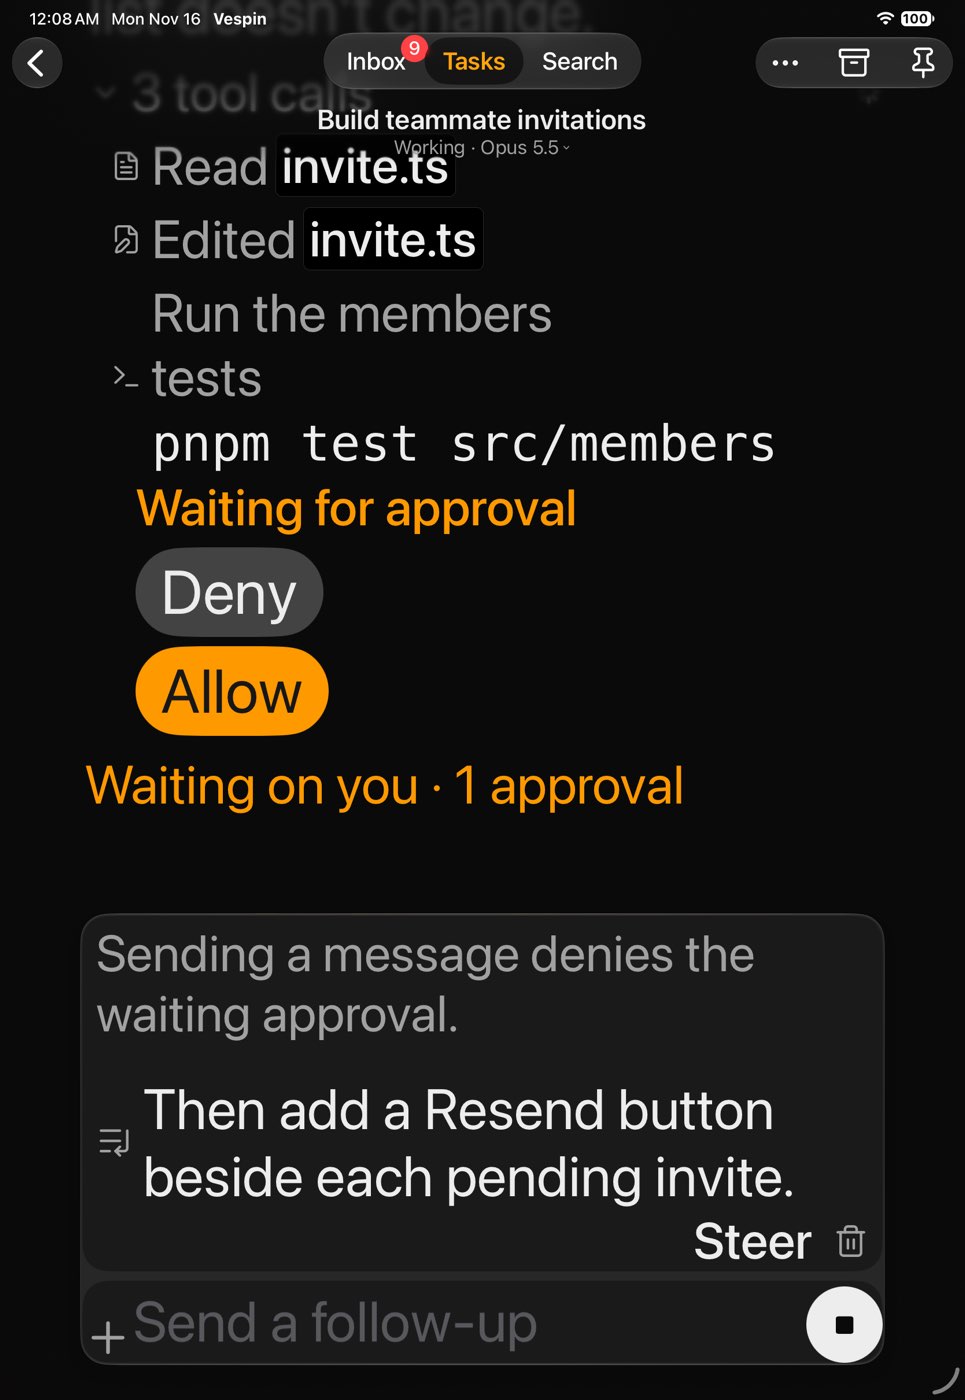 12:08 AM Mon Nov 16 Vespin
100
list doesn't change.
Inbox 9 Tasks Search
3 tool calls
Build teammate invitations
Working · Opus 5.5
Read invite.ts
Edited invite.ts
Run the members
tests
pnpm test src/members
Waiting for approval
Deny
Allow
Waiting on you · 1 approval
Sending a message denies the
waiting approval.
Then add a Resend button
beside each pending invite.
Steer
Send a follow-up